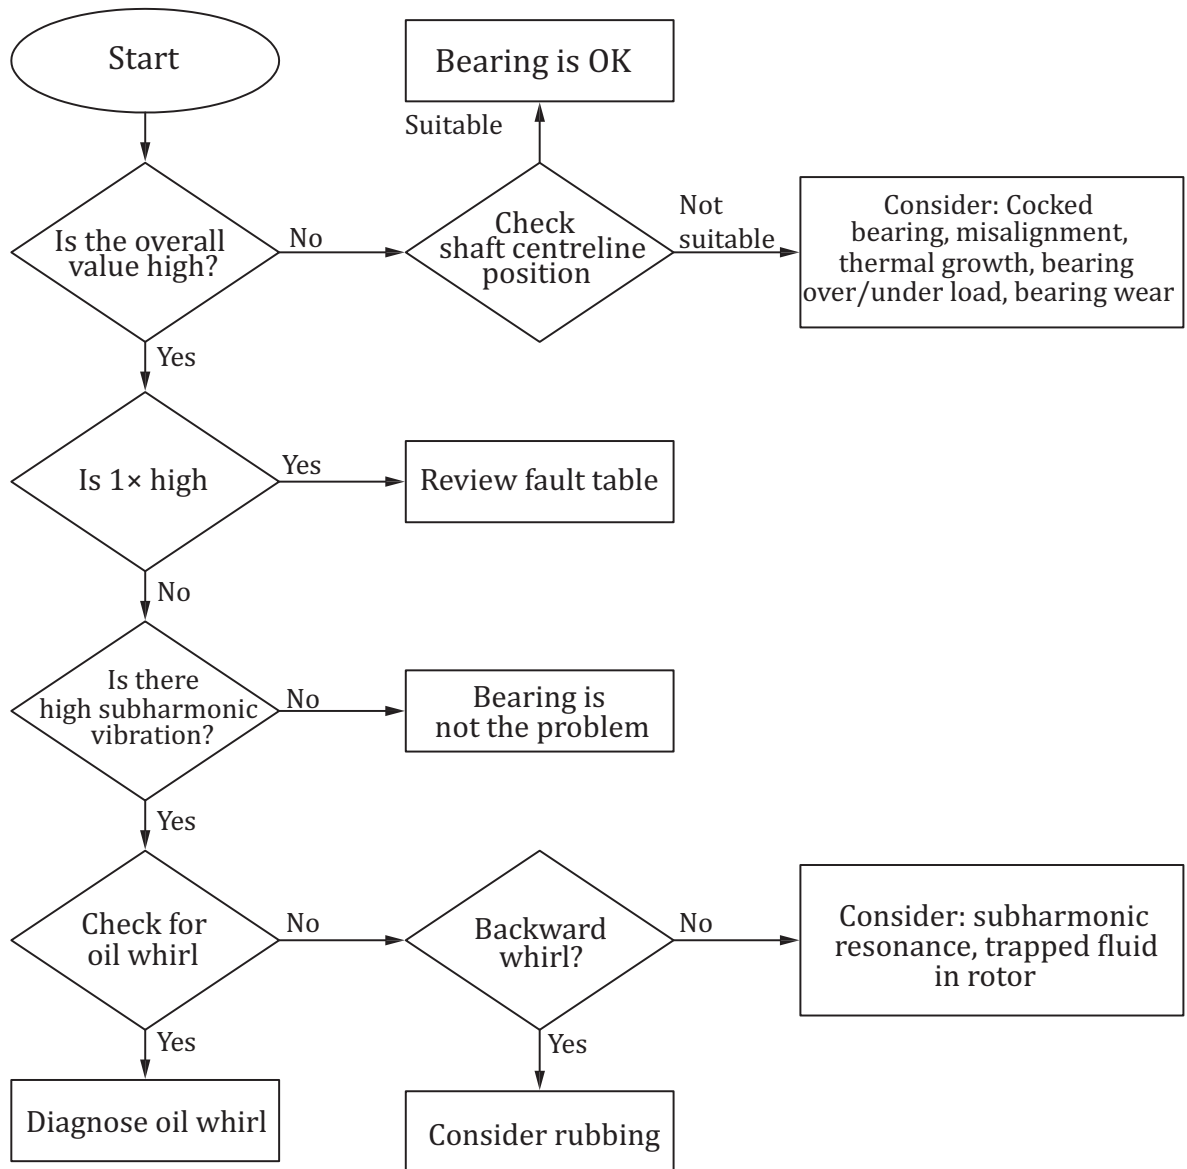 Start
Bearing is OK
Suitable
Is the overall
value high?
No
Check
shaft centreline
position
Not
suitable
Consider: Cocked
bearing, misalignment,
thermal growth, bearing
over/under load, bearing wear
Yes
Is 1× high
Yes
Review fault table
No
Is there
high subharmonic
vibration?
No
Bearing is
not the problem
Yes
Check for
oil whirl
No
Backward
whirl?
No
Consider: subharmonic
resonance, trapped fluid
in rotor
Yes
Yes
Diagnose oil whirl
Consider rubbing